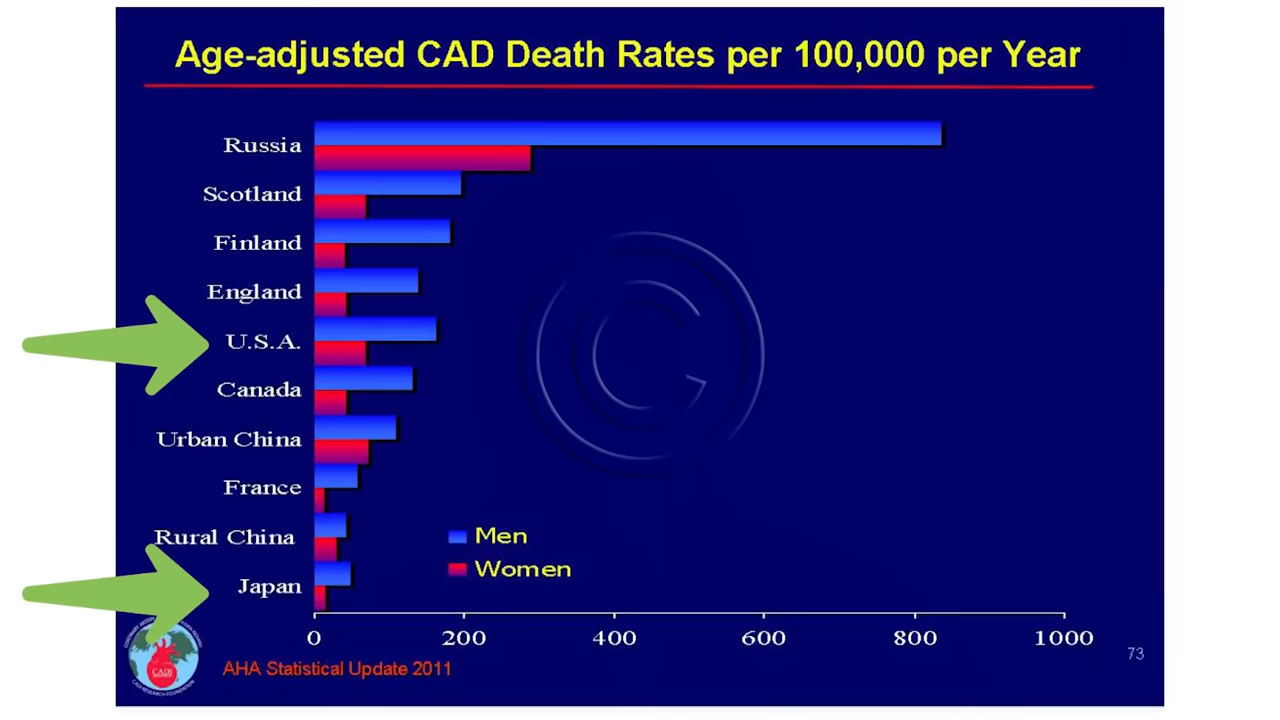 Age-adjusted CAD Death Rates per 100,000 per Year
Russia
Scotland
Finland
England
U.S.A.
Canada
Urban China
France
Rural China
Japan
Men
Women
0 200 400 600 800 1000
AHA Statistical Update 2011
73
CADI